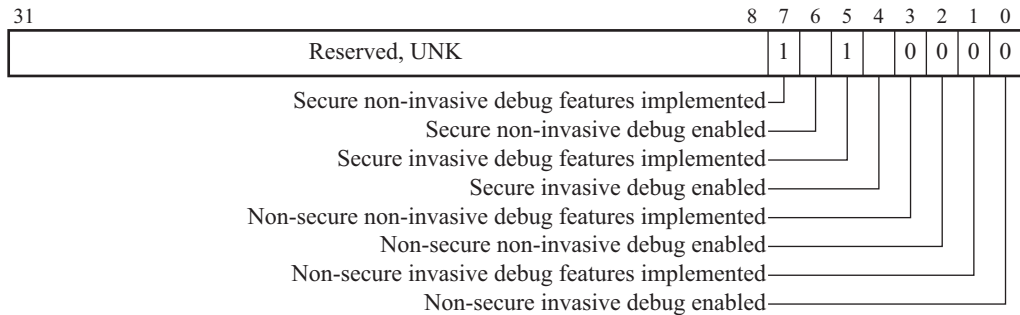 31 8 7 6 5 4 3 2 1 0
Reserved, UNK 1 1 0 0 0 0
Secure non-invasive debug features implemented
Secure non-invasive debug enabled
Secure invasive debug features implemented
Secure invasive debug enabled
Non-secure non-invasive debug features implemented
Non-secure non-invasive debug enabled
Non-secure invasive debug features implemented
Non-secure invasive debug enabled